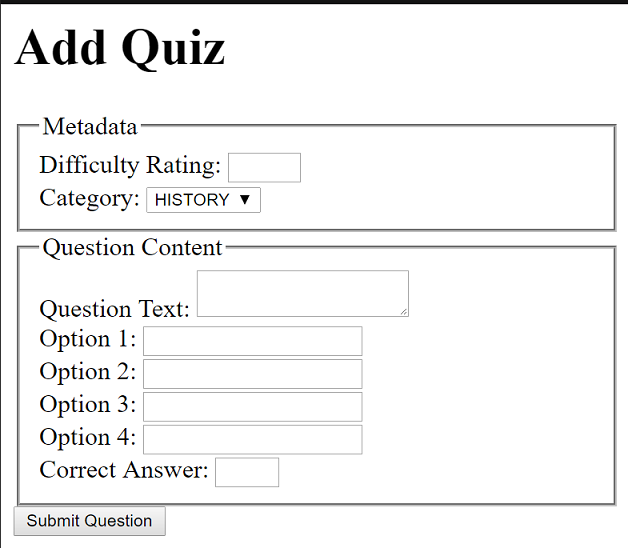 Add Quiz
Metadata
Difficulty Rating:
Category: HISTORY ▼
Question Content
Question Text:
Option 1:
Option 2:
Option 3:
Option 4:
Correct Answer:
Submit Question